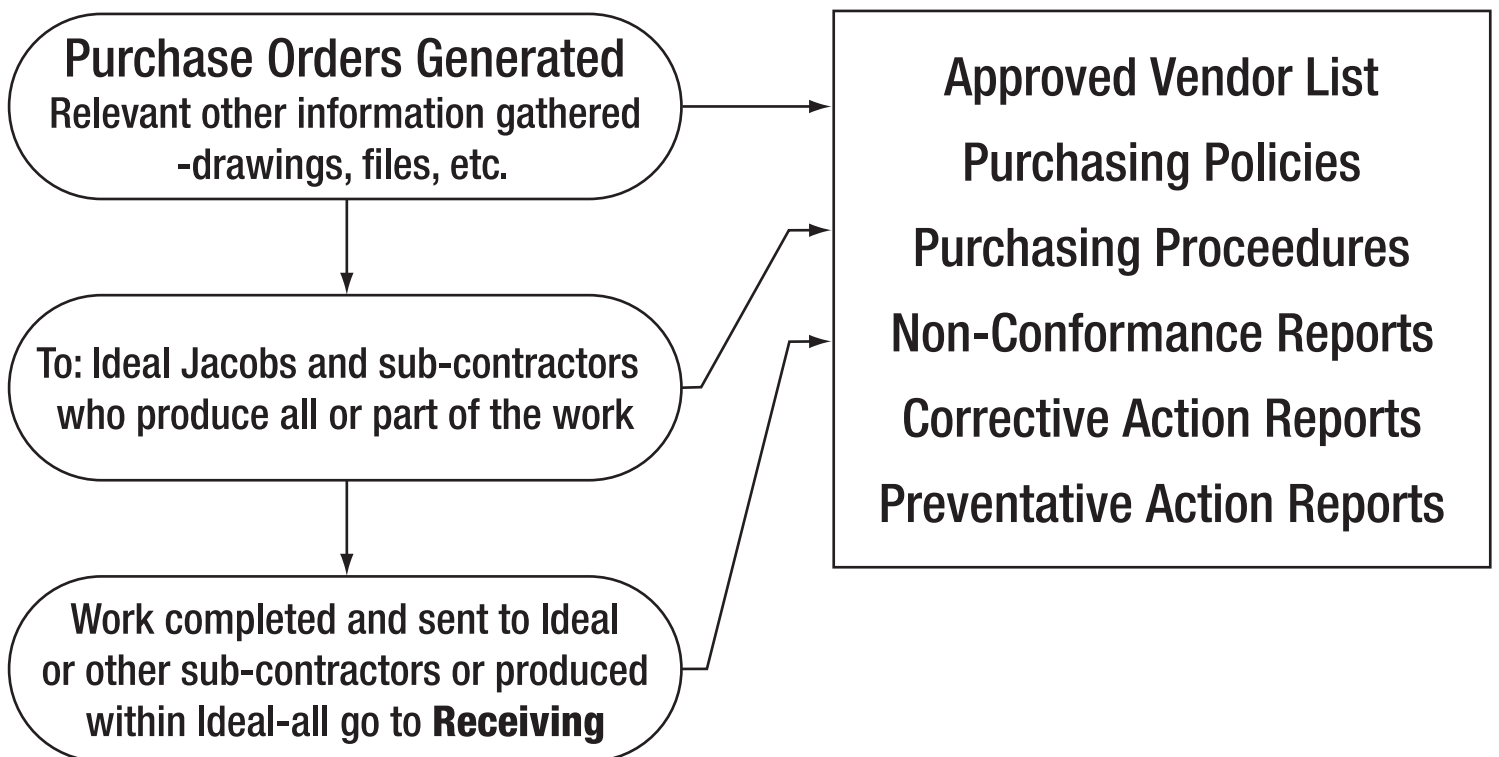 Purchase Orders Generated
Relevant other information gathered
-drawings, files, etc.
To: Ideal Jacobs and sub-contractors
who produce all or part of the work
Work completed and sent to Ideal
or other sub-contractors or produced
within Ideal-all go to Receiving
Approved Vendor List
Purchasing Policies
Purchasing Proceedures
Non-Conformance Reports
Corrective Action Reports
Preventative Action Reports